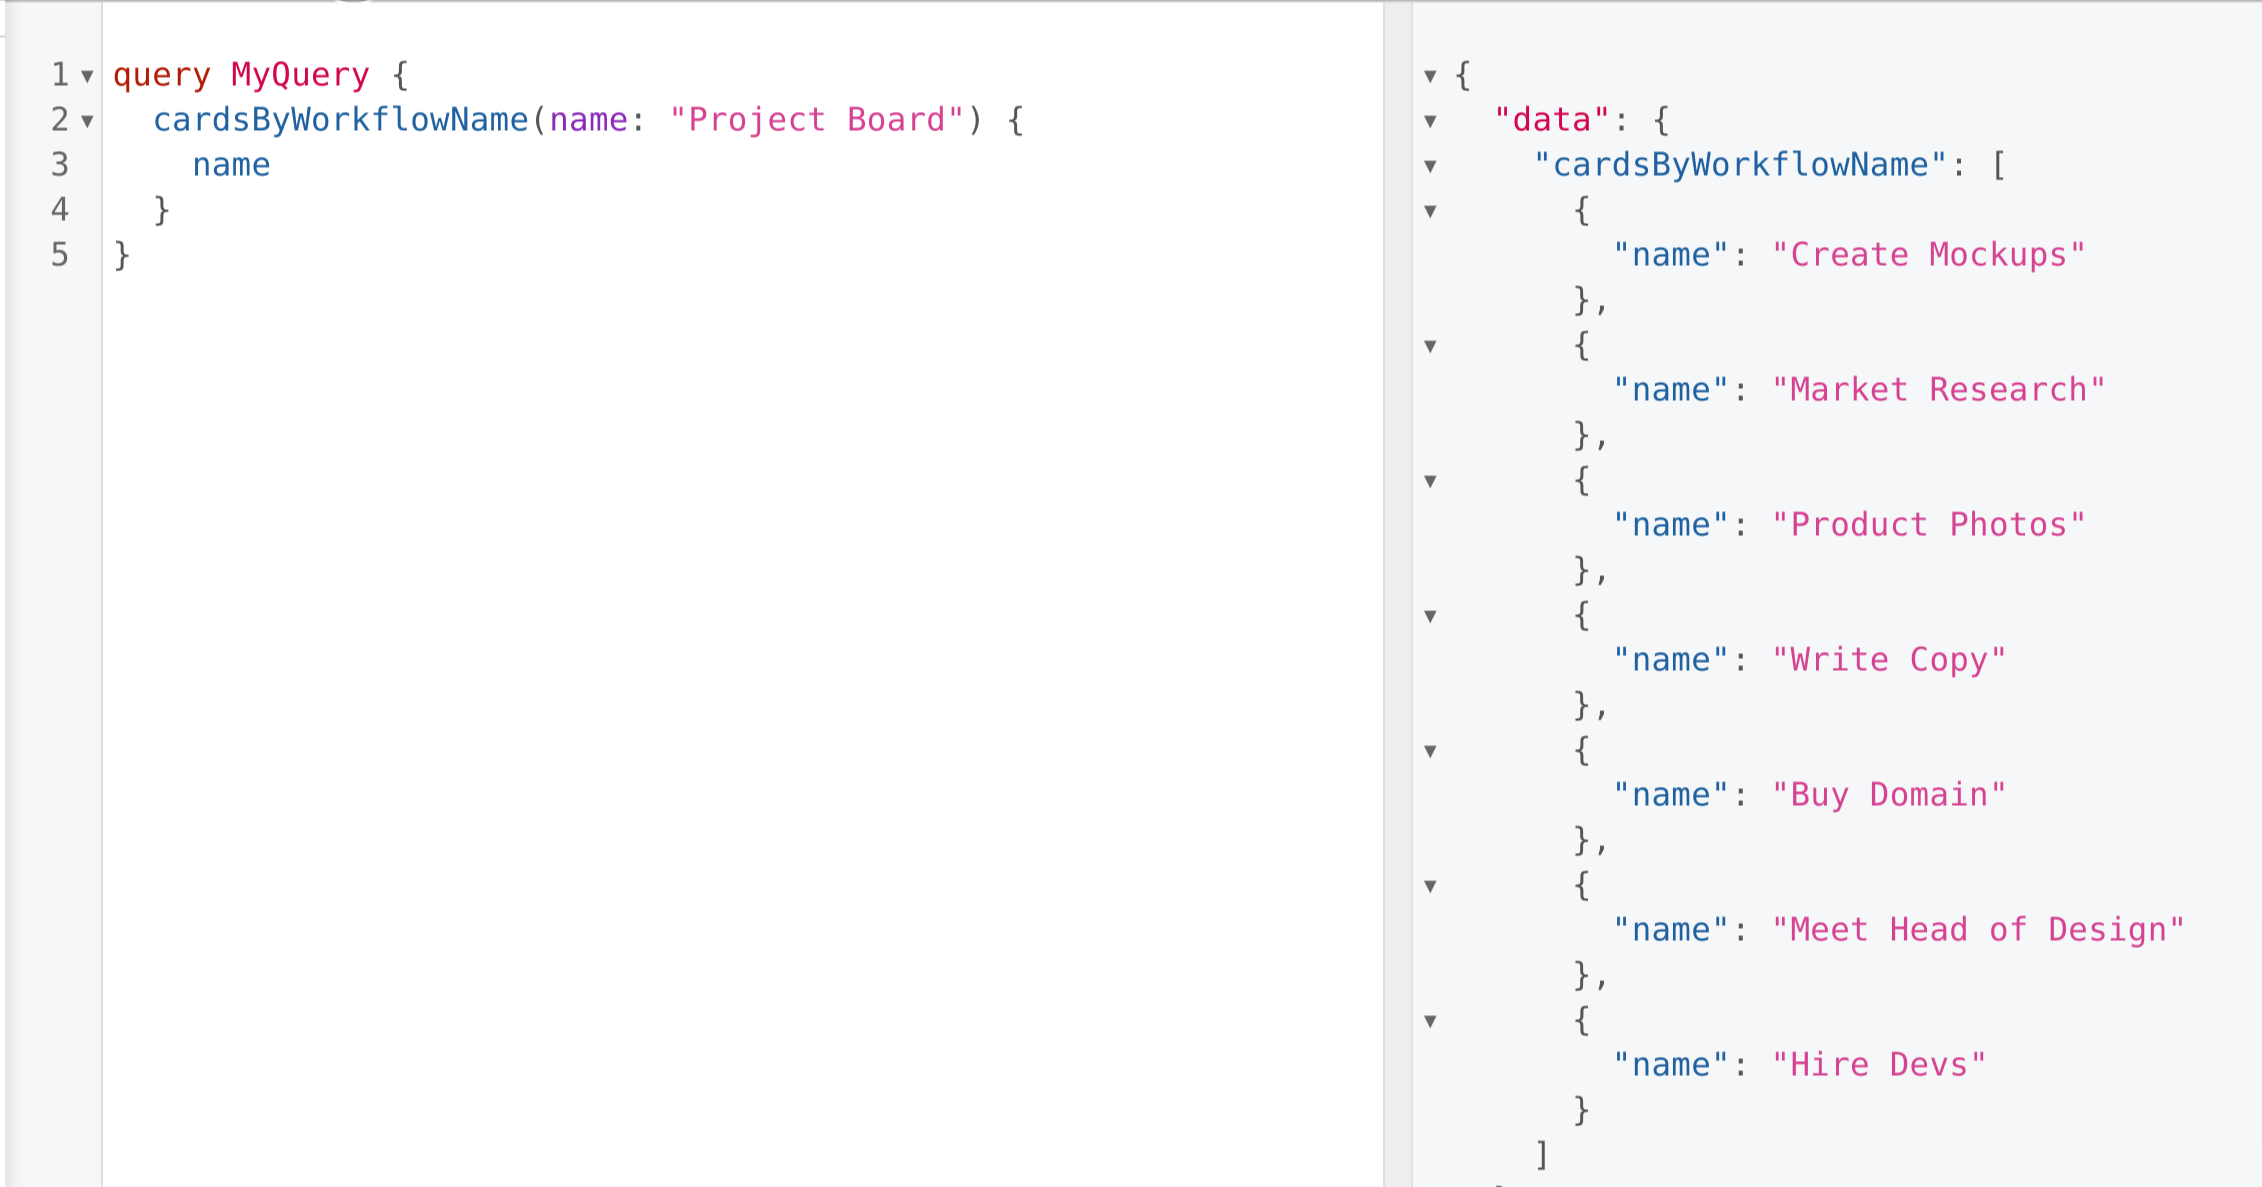 1 ▾ query MyQuery {
2 ▾   cardsByWorkflowName(name: "Project Board") {
3       name
4     }
5   }
▾ {
▾   "data": {
▾     "cardsByWorkflowName": [
▾       {
          "name": "Create Mockups"
        },
▾       {
          "name": "Market Research"
        },
▾       {
          "name": "Product Photos"
        },
▾       {
          "name": "Write Copy"
        },
▾       {
          "name": "Buy Domain"
        },
▾       {
          "name": "Meet Head of Design"
        },
▾       {
          "name": "Hire Devs"
        }
      ]